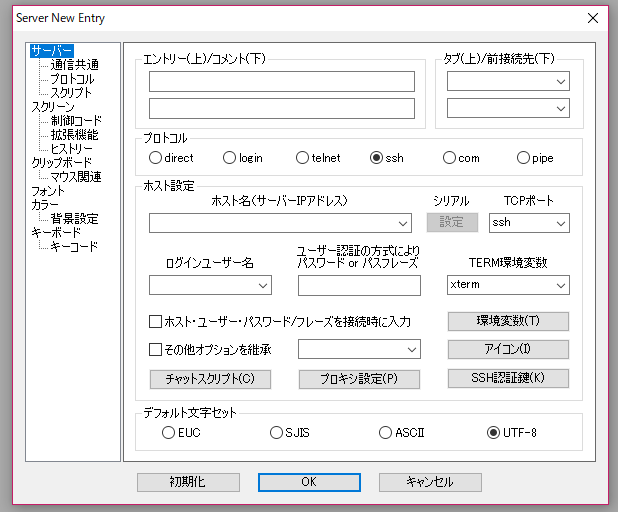 Server New Entry
サーバー
通信共通
プロトコル
スクリプト
スクリーン
制御コード
拡張機能
ヒストリー
クリップボード
マウス関連
フォント
カラー
背景設定
キーボード
キーコード
エントリー(上)/コメント(下)
タブ(上)/前接続先(下)
プロトコル
direct
login
telnet
ssh
com
pipe
ホスト設定
ホスト名(サーバーIPアドレス)
シリアル
TCPポート
設定
ssh
ログインユーザー名
ユーザー認証の方式により
パスワード or パスフレーズ
TERM環境変数
xterm
ホスト・ユーザー・パスワード/フレーズを接続時に入力
環境変数(T)
その他オプションを継承
アイコン(I)
チャットスクリプト(C)
プロキシ設定(P)
SSH認証鍵(K)
デフォルト文字セット
EUC
SJIS
ASCII
UTF-8
初期化
OK
キャンセル